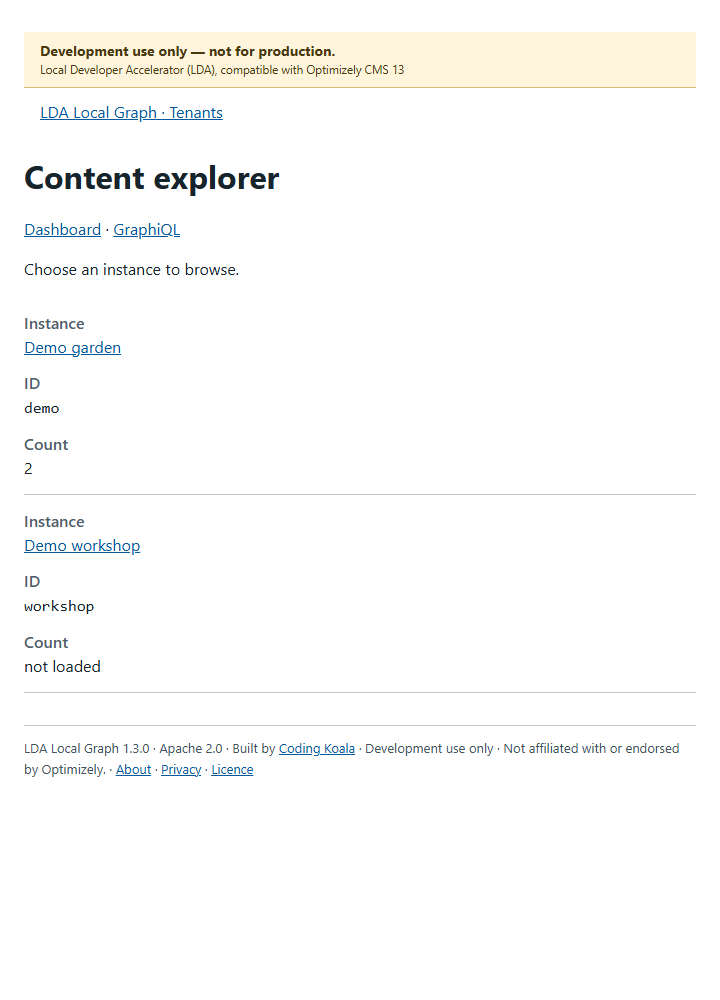 Development use only — not for production.
Local Developer Accelerator (LDA), compatible with Optimizely CMS 13
LDA Local Graph · Tenants
Content explorer
Dashboard · GraphiQL
Choose an instance to browse.
Instance
Demo garden
ID
demo
Count
2
Instance
Demo workshop
ID
workshop
Count
not loaded
LDA Local Graph 1.3.0 · Apache 2.0 · Built by Coding Koala · Development use only · Not affiliated with or endorsed
by Optimizely. · About · Privacy · Licence